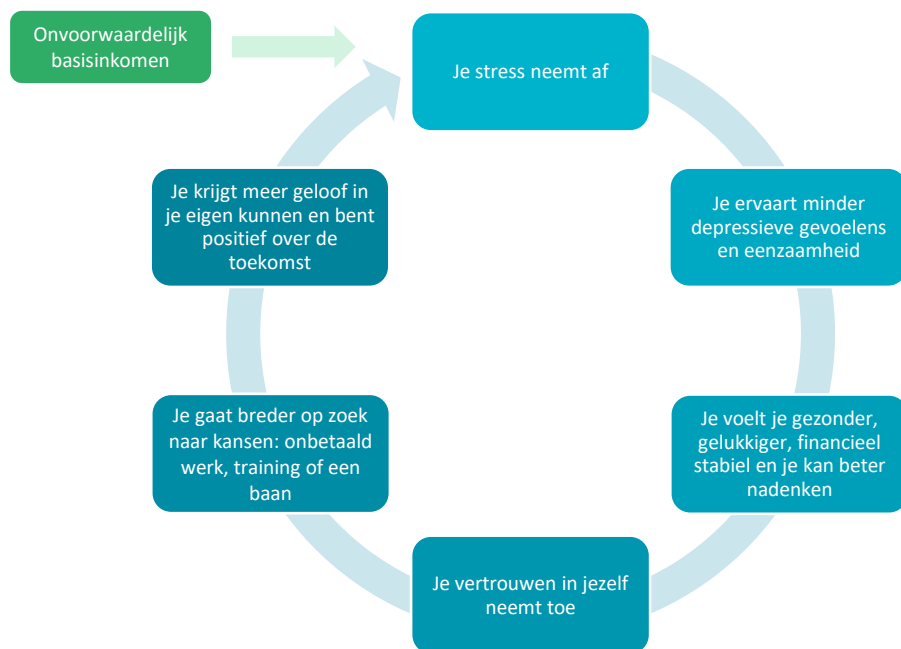 Onvoorwaardelijk
basisinkomen
Je stress neemt af
Je ervaart minder
depressieve gevoelens
en eenzaamheid
Je voelt je gezonder,
gelukkiger, financieel
stabiel en je kan beter
nadenken
Je vertrouwen in jezelf
neemt toe
Je gaat breder op zoek
naar kansen: onbetaald
werk, training of een
baan
Je krijgt meer geloof in
je eigen kunnen en bent
positief over de
toekomst